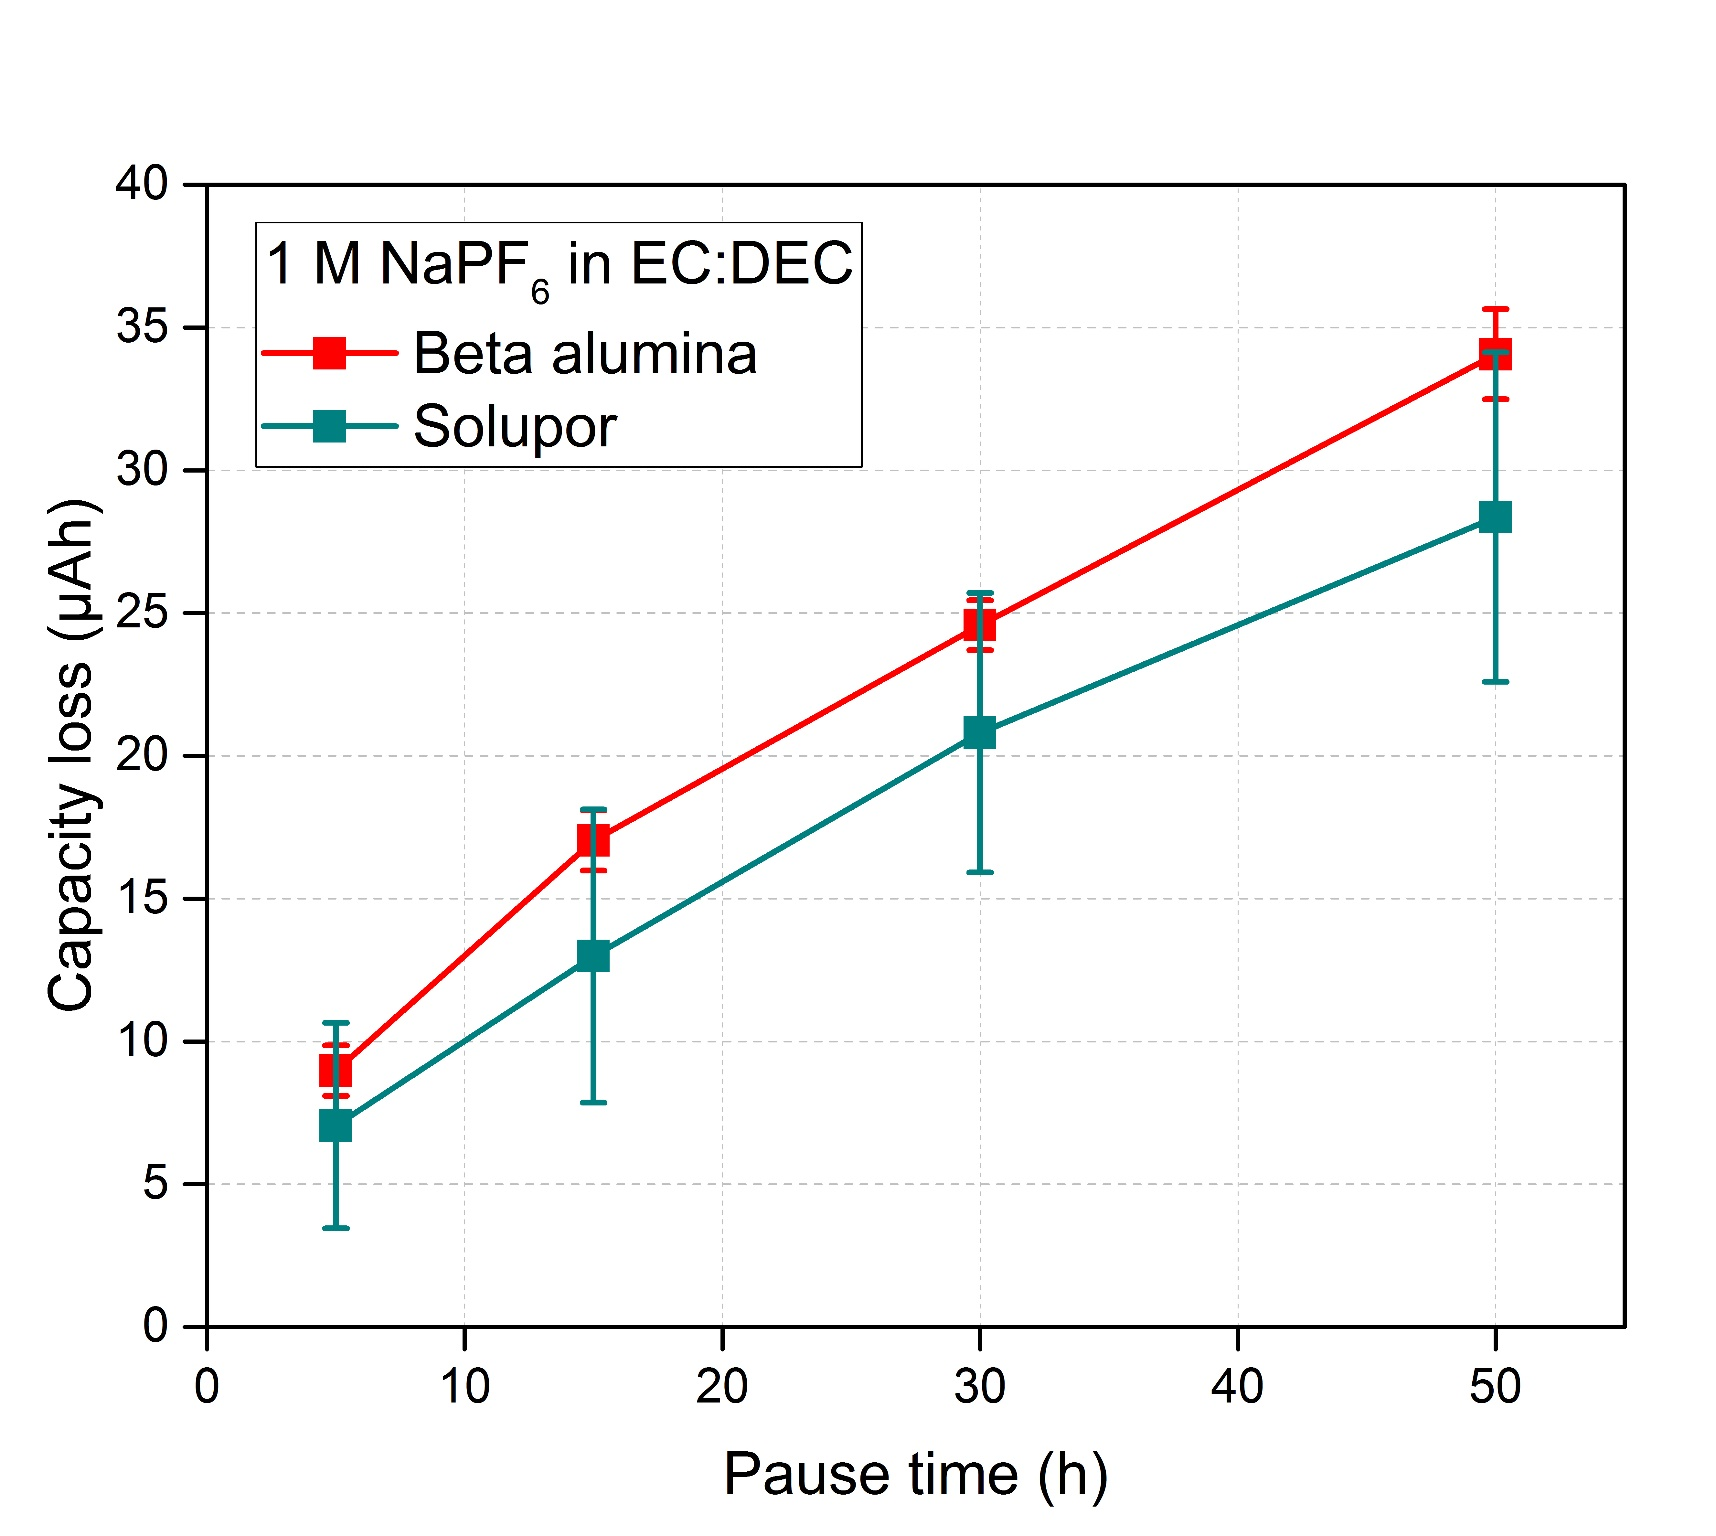 40
35
30
25
20
15
10
5
0
Capacity loss (µAh)
1 M NaPF₆ in EC:DEC
Beta alumina
Solupor
0 10 20 30 40 50
Pause time (h)